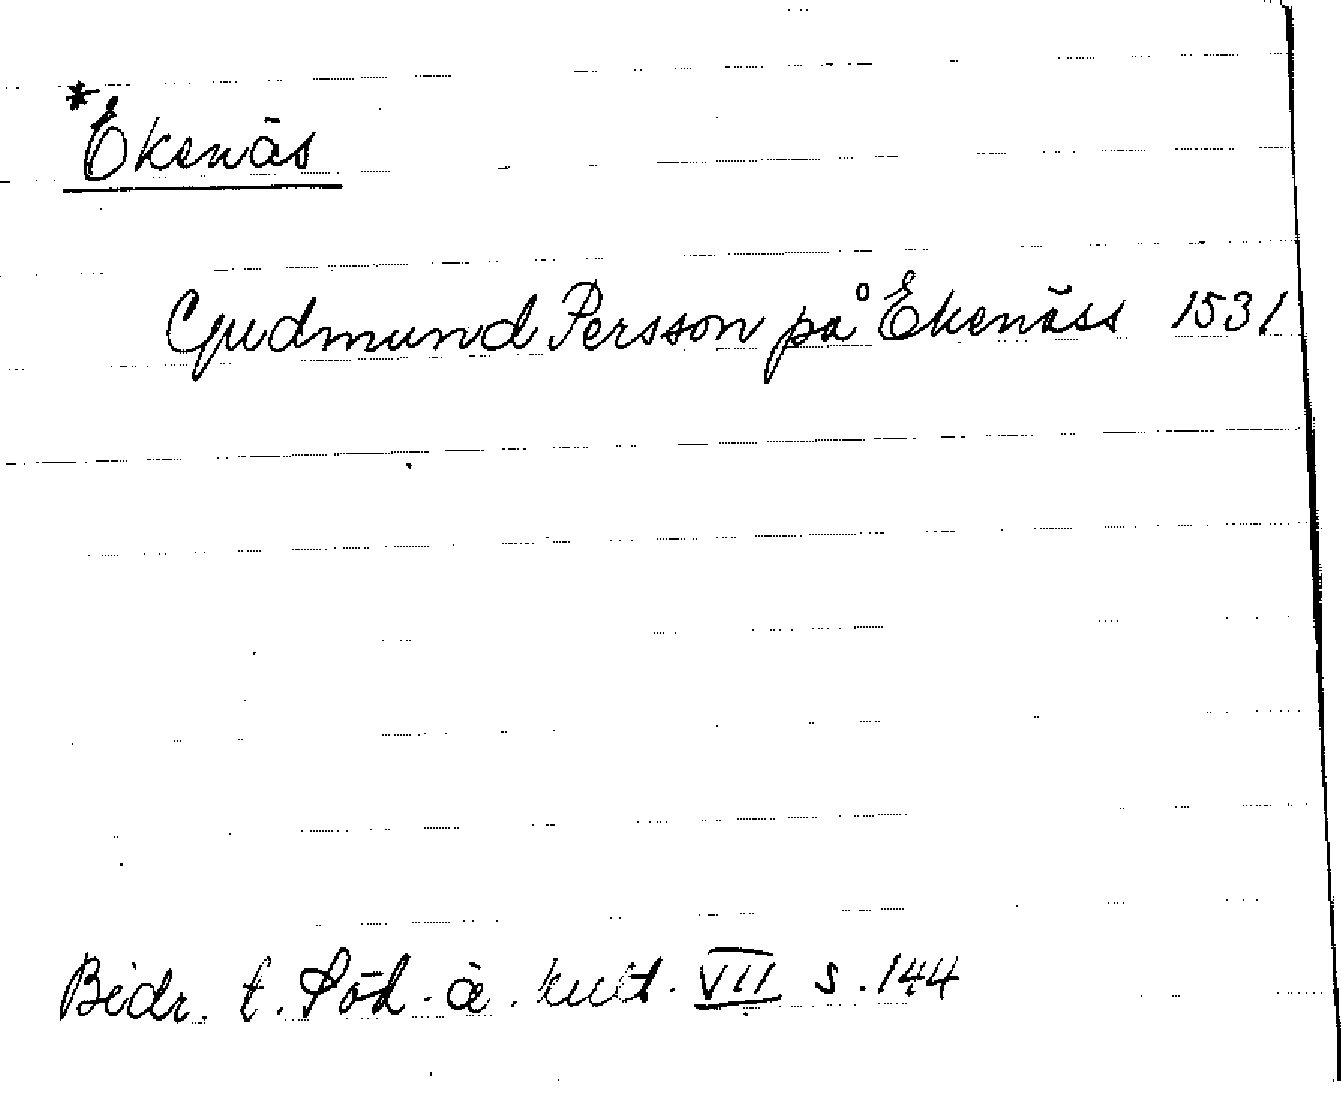 *Ekenäs
Gudmund Persson på Ekenäss 1531
Bidr. t. Söd. ä. kult. VII s. 144